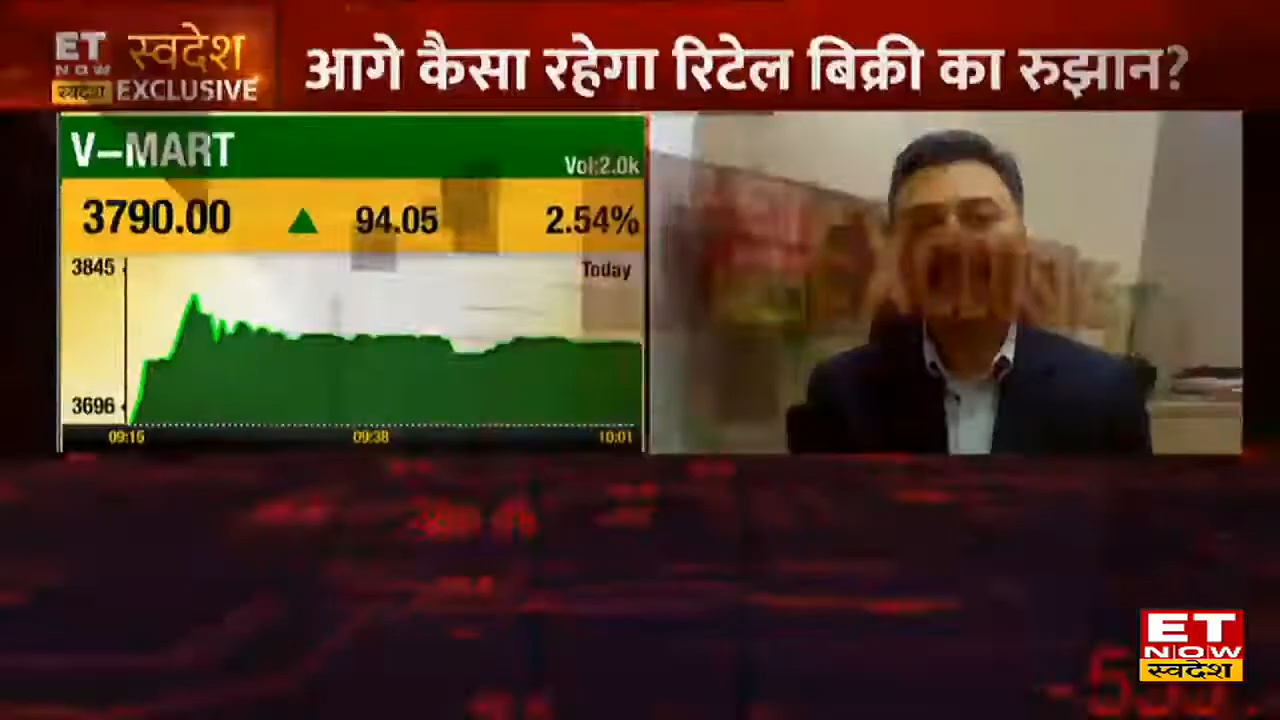 ET
NOW
स्वदेश
स्वदेश
EXCLUSIVE
आगे कैसा रहेगा रिटेल बिक्री का रुझान?
V-MART
Vol:2.0k
3790.00 ▲ 94.05 2.54%
3845
Today
3696
09:16 09:38 10:01
EXCLUSIVE
ET
NOW
स्वदेश